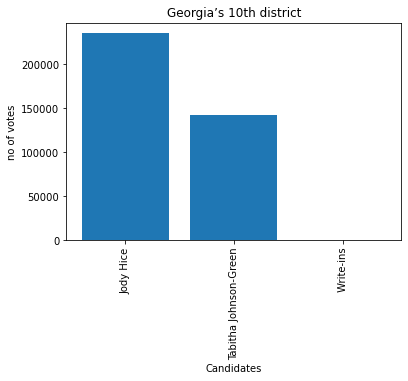 Georgia’s 10th district
no of votes
200000
150000
100000
50000
0
Jody Hice
Tabitha Johnson-Green
Write-ins
Candidates